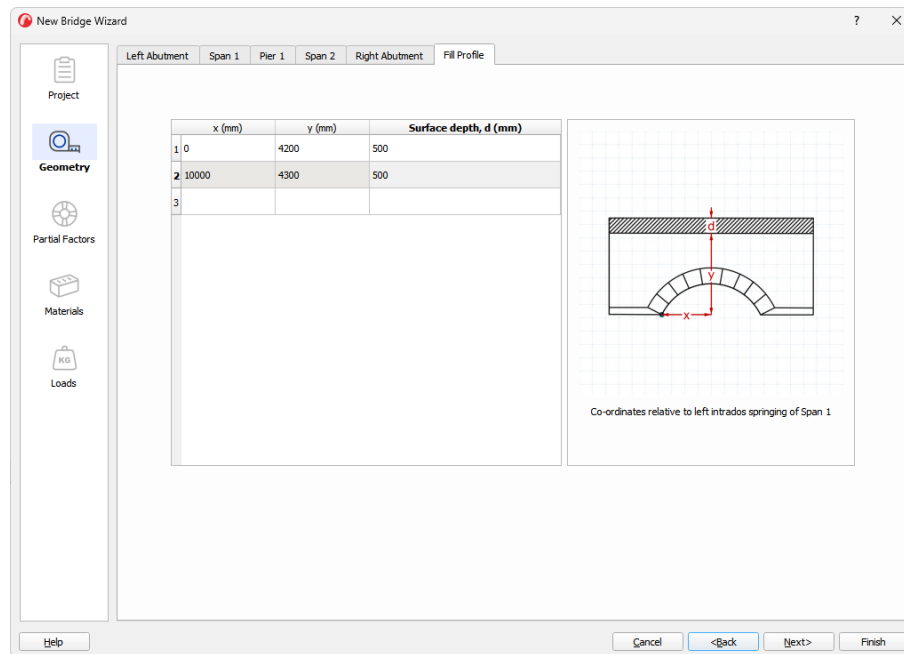 New Bridge Wizard
? X
Left Abutment Span 1 Pier 1 Span 2 Right Abutment Fill Profile
Project
Geometry
Partial Factors
Materials
KG
Loads
x (mm) y (mm) Surface depth, d (mm)
1 0 4200 500
2 10000 4300 500
3
d
y
x
Co-ordinates relative to left intrados springing of Span 1
Help Cancel <Back Next> Finish